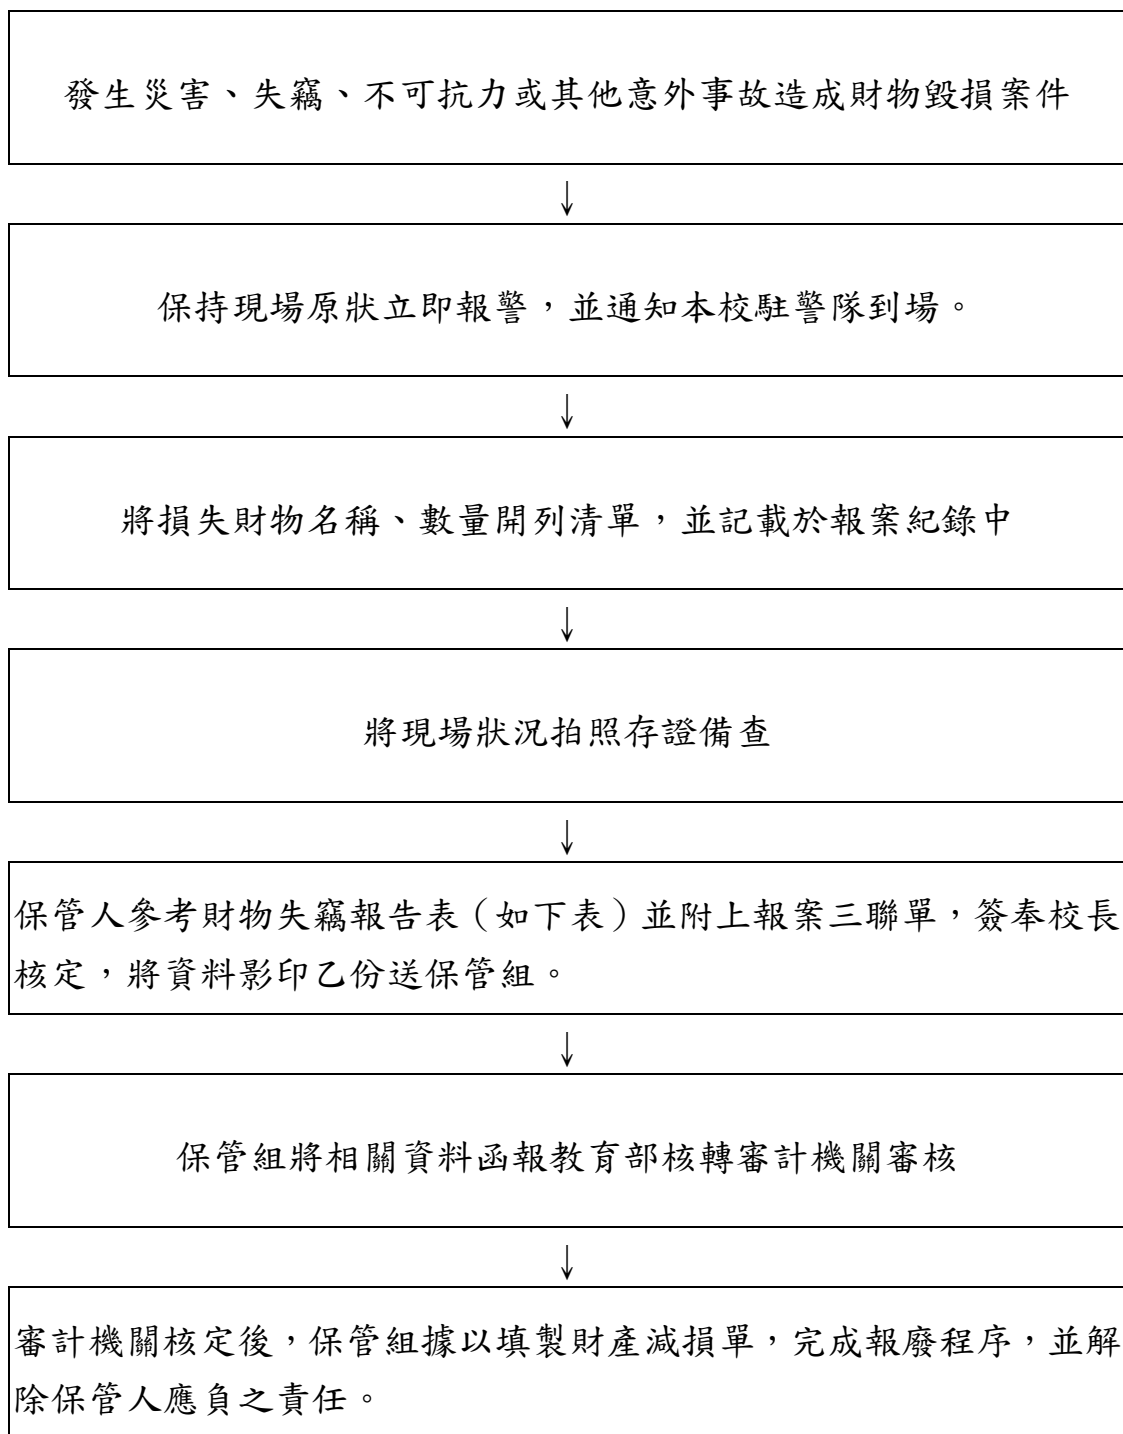 發生災害、失竊、不可抗力或其他意外事故造成財物毀損案件
↓
保持現場原狀立即報警，並通知本校駐警隊到場。
↓
將損失財物名稱、數量開列清單，並記載於報案紀錄中
↓
將現場狀況拍照存證備查
↓
保管人參考財物失竊報告表（如下表）並附上報案三聯單，簽奉校長
核定，將資料影印乙份送保管組。
↓
保管組將相關資料函報教育部核轉審計機關審核
↓
審計機關核定後，保管組據以填製財產減損單，完成報廢程序，並解
除保管人應負之責任。